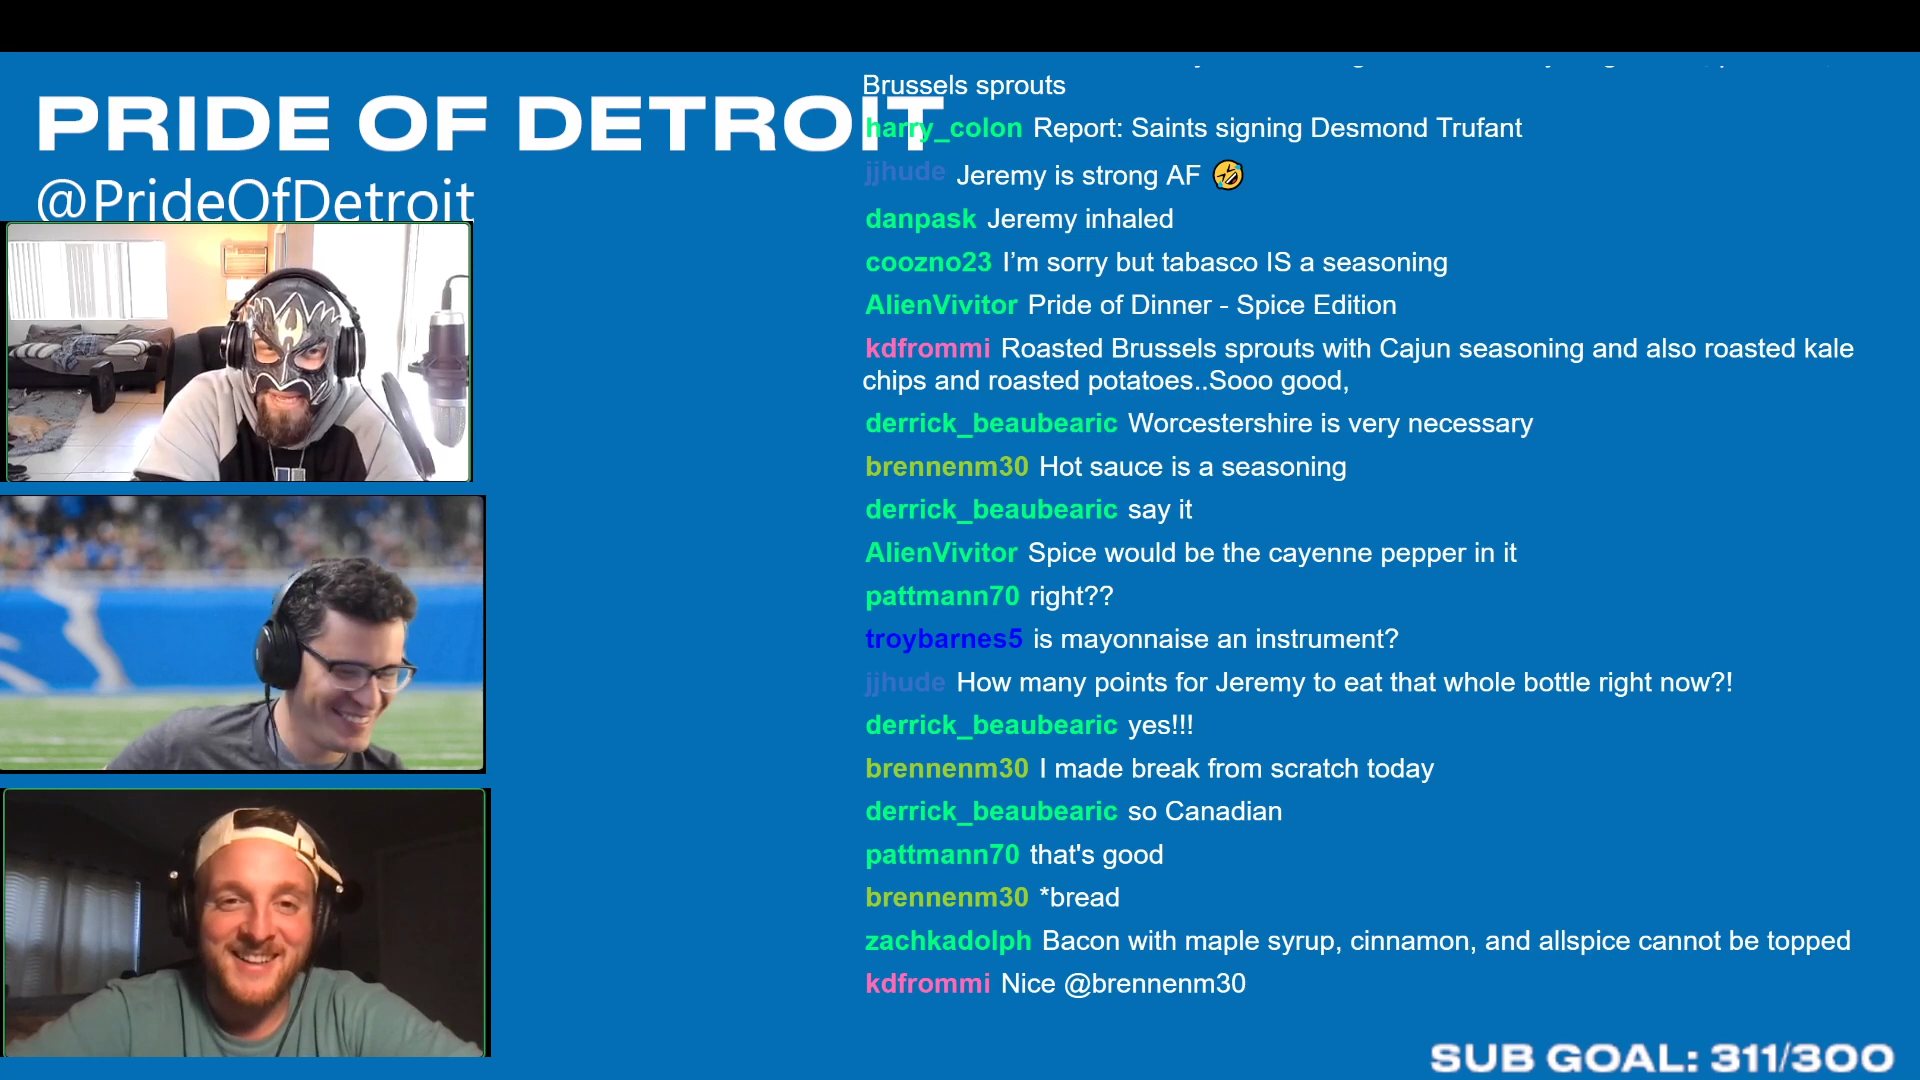 PRIDE OF DETROIT
@PrideOfDetroit
Brussels sprouts
harry_colon Report: Saints signing Desmond Trufant
jjhude Jeremy is strong AF 🤣
danpask Jeremy inhaled
coozno23 I’m sorry but tabasco IS a seasoning
AlienVivitor Pride of Dinner - Spice Edition
kdfrommi Roasted Brussels sprouts with Cajun seasoning and also roasted kale
chips and roasted potatoes..Sooo good,
derrick_beaubearic Worcestershire is very necessary
brennenm30 Hot sauce is a seasoning
derrick_beaubearic say it
AlienVivitor Spice would be the cayenne pepper in it
pattmann70 right??
troybarnes5 is mayonnaise an instrument?
jjhude How many points for Jeremy to eat that whole bottle right now?!
derrick_beaubearic yes!!!
brennenm30 I made break from scratch today
derrick_beaubearic so Canadian
pattmann70 that's good
brennenm30 *bread
zachkadolph Bacon with maple syrup, cinnamon, and allspice cannot be topped
kdfrommi Nice @brennenm30
SUB GOAL: 311/300